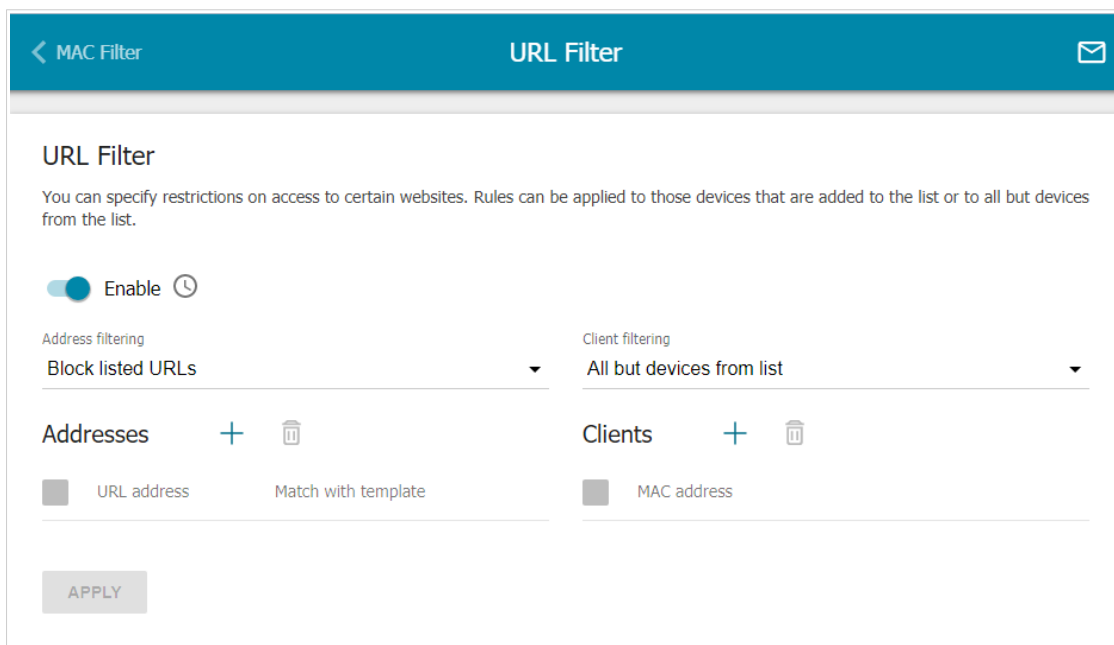 MAC Filter
URL Filter
URL Filter
You can specify restrictions on access to certain websites. Rules can be applied to those devices that are added to the list or to all but devices
from the list.
Enable
Address filtering
Block listed URLs
Client filtering
All but devices from list
Addresses
URL address Match with template
Clients
MAC address
APPLY